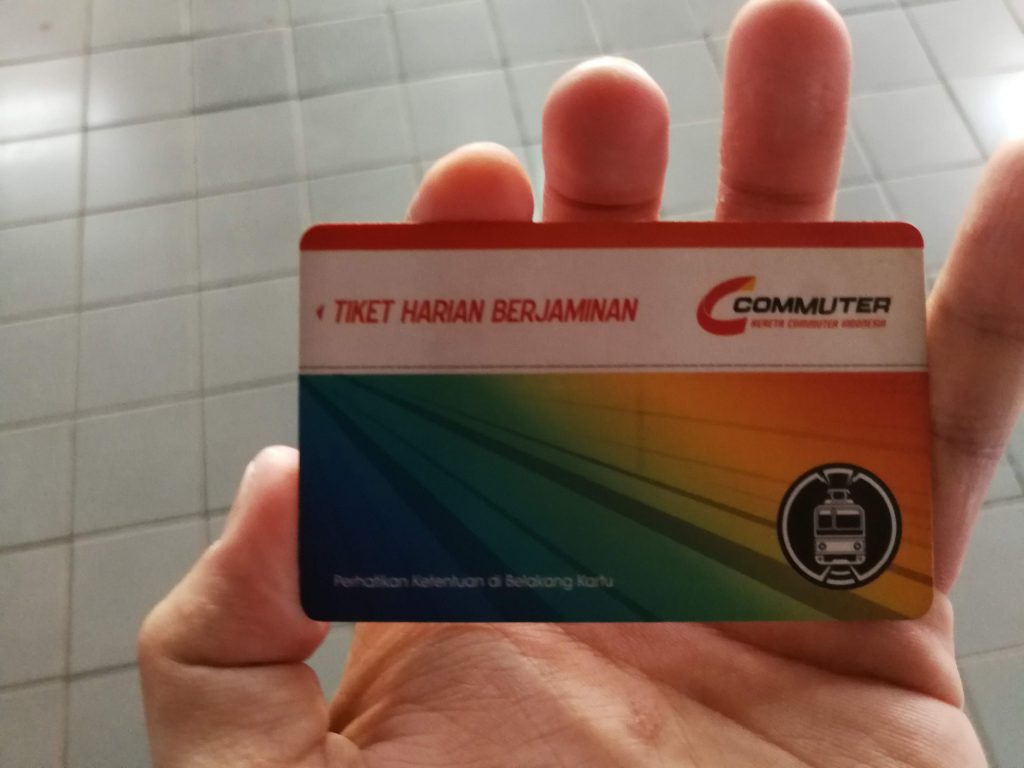 TIKET HARIAN BERJAMINAN
COMMUTER
KERETA COMMUTER INDONESIA
Perhatikan Ketentuan di Belakang Kartu